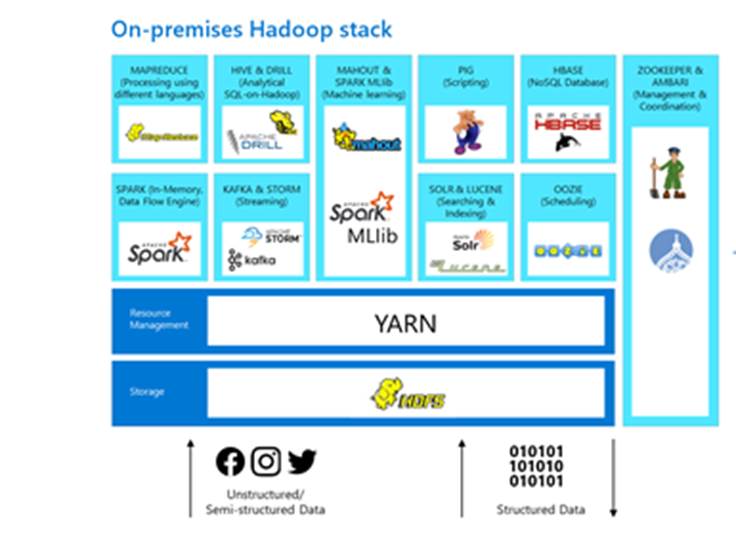 On-premises Hadoop stack
MAPREDUCE
(Processing using
different languages)
HIVE & DRILL
(Analytical
SQL-on-Hadoop)
APACHE
DRILL
MAHOUT &
SPARK MLlib
(Machine learning)
mahout
APACHE
Spark
MLlib
PIG
(Scripting)
HBASE
(NoSQL Database)
APACHE
HBASE
ZOOKEEPER &
AMBARI
(Management &
Coordination)
SPARK (In-Memory,
Data Flow Engine)
APACHE
Spark
KAFKA & STORM
(Streaming)
APACHE
STORM
kafka
SOLR & LUCENE
(Searching &
Indexing)
Apache
Solr
Lucene
OOZIE
(Scheduling)
OOZIE
Resource
Management
YARN
Storage
HDFS
Unstructured/
Semi-structured Data
010101
101010
010101
Structured Data